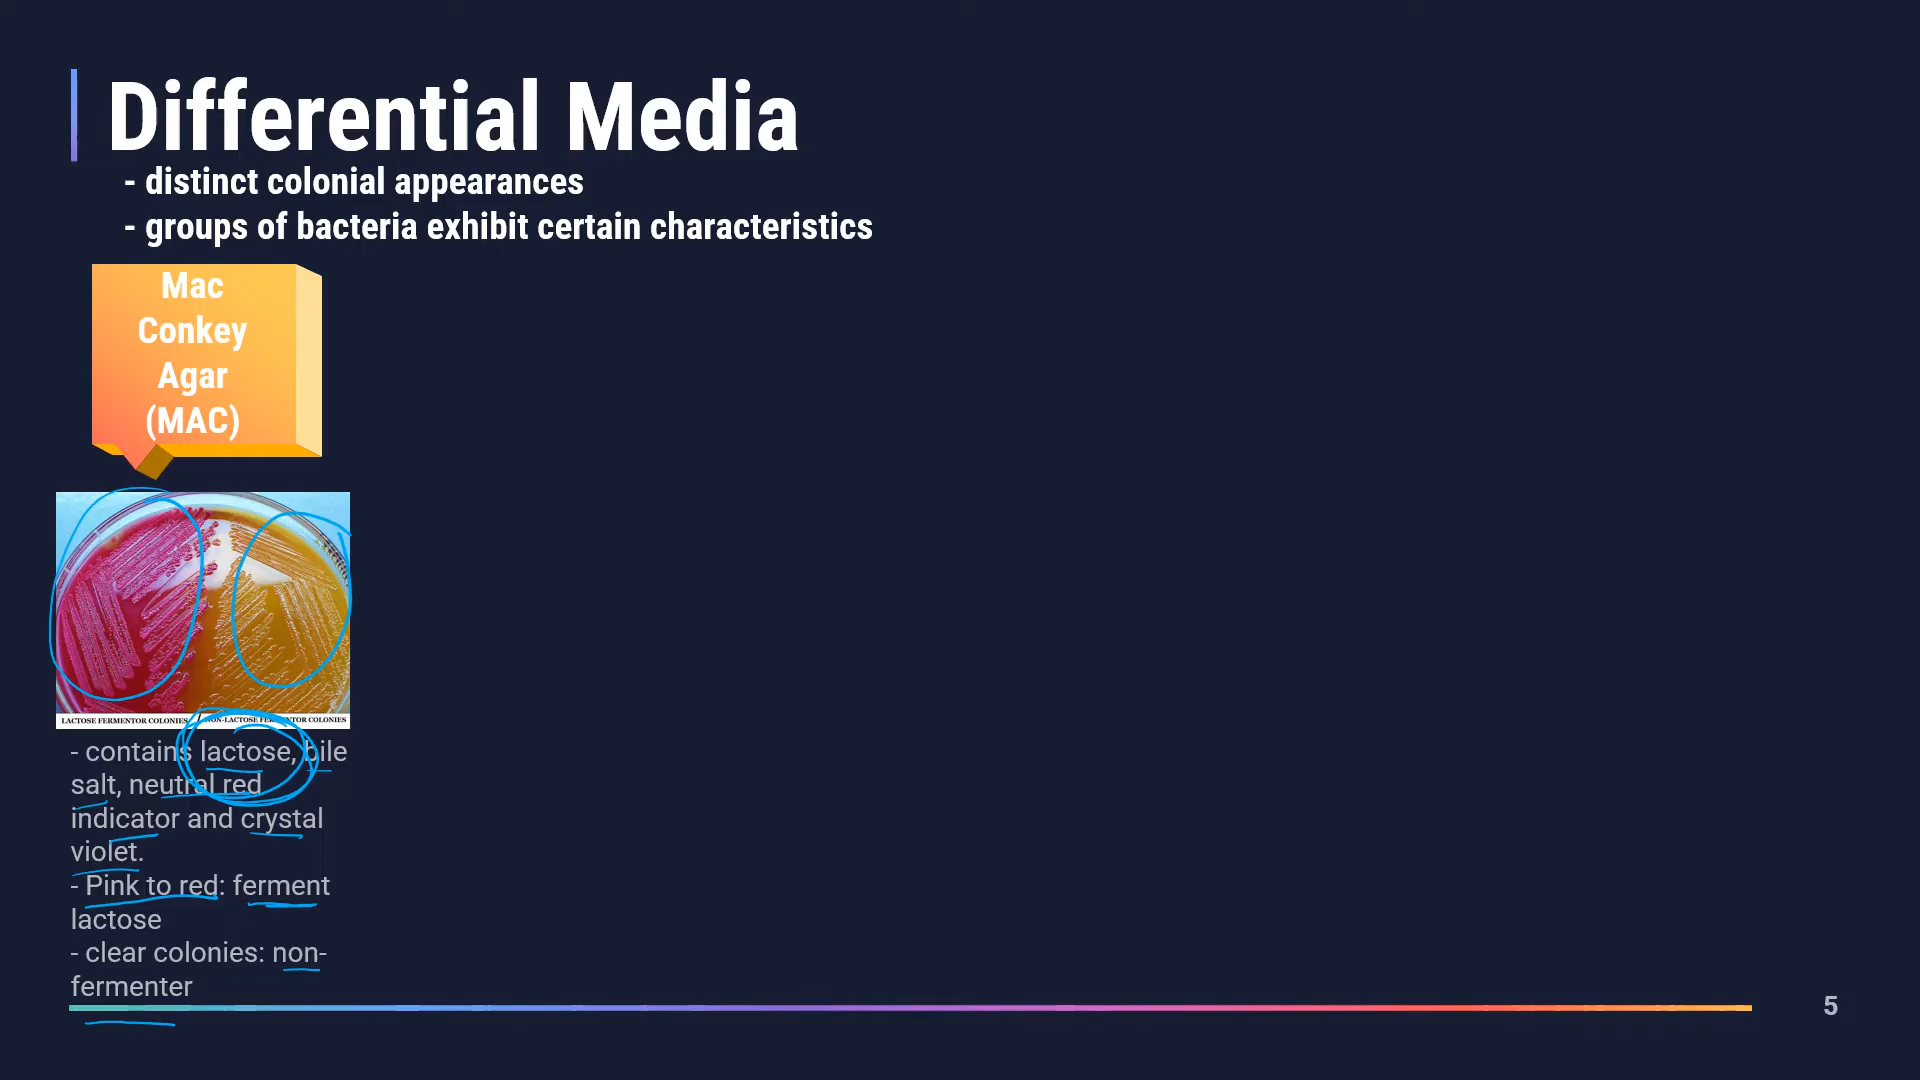 Differential Media
- distinct colonial appearances
- groups of bacteria exhibit certain characteristics
Mac
Conkey
Agar
(MAC)
LACTOSE FERMENTOR COLONIES / NON-LACTOSE FERMENTOR COLONIES
- contains lactose, bile
salt, neutral red
indicator and crystal
violet.
- Pink to red: ferment
lactose
- clear colonies: non-
fermenter
5